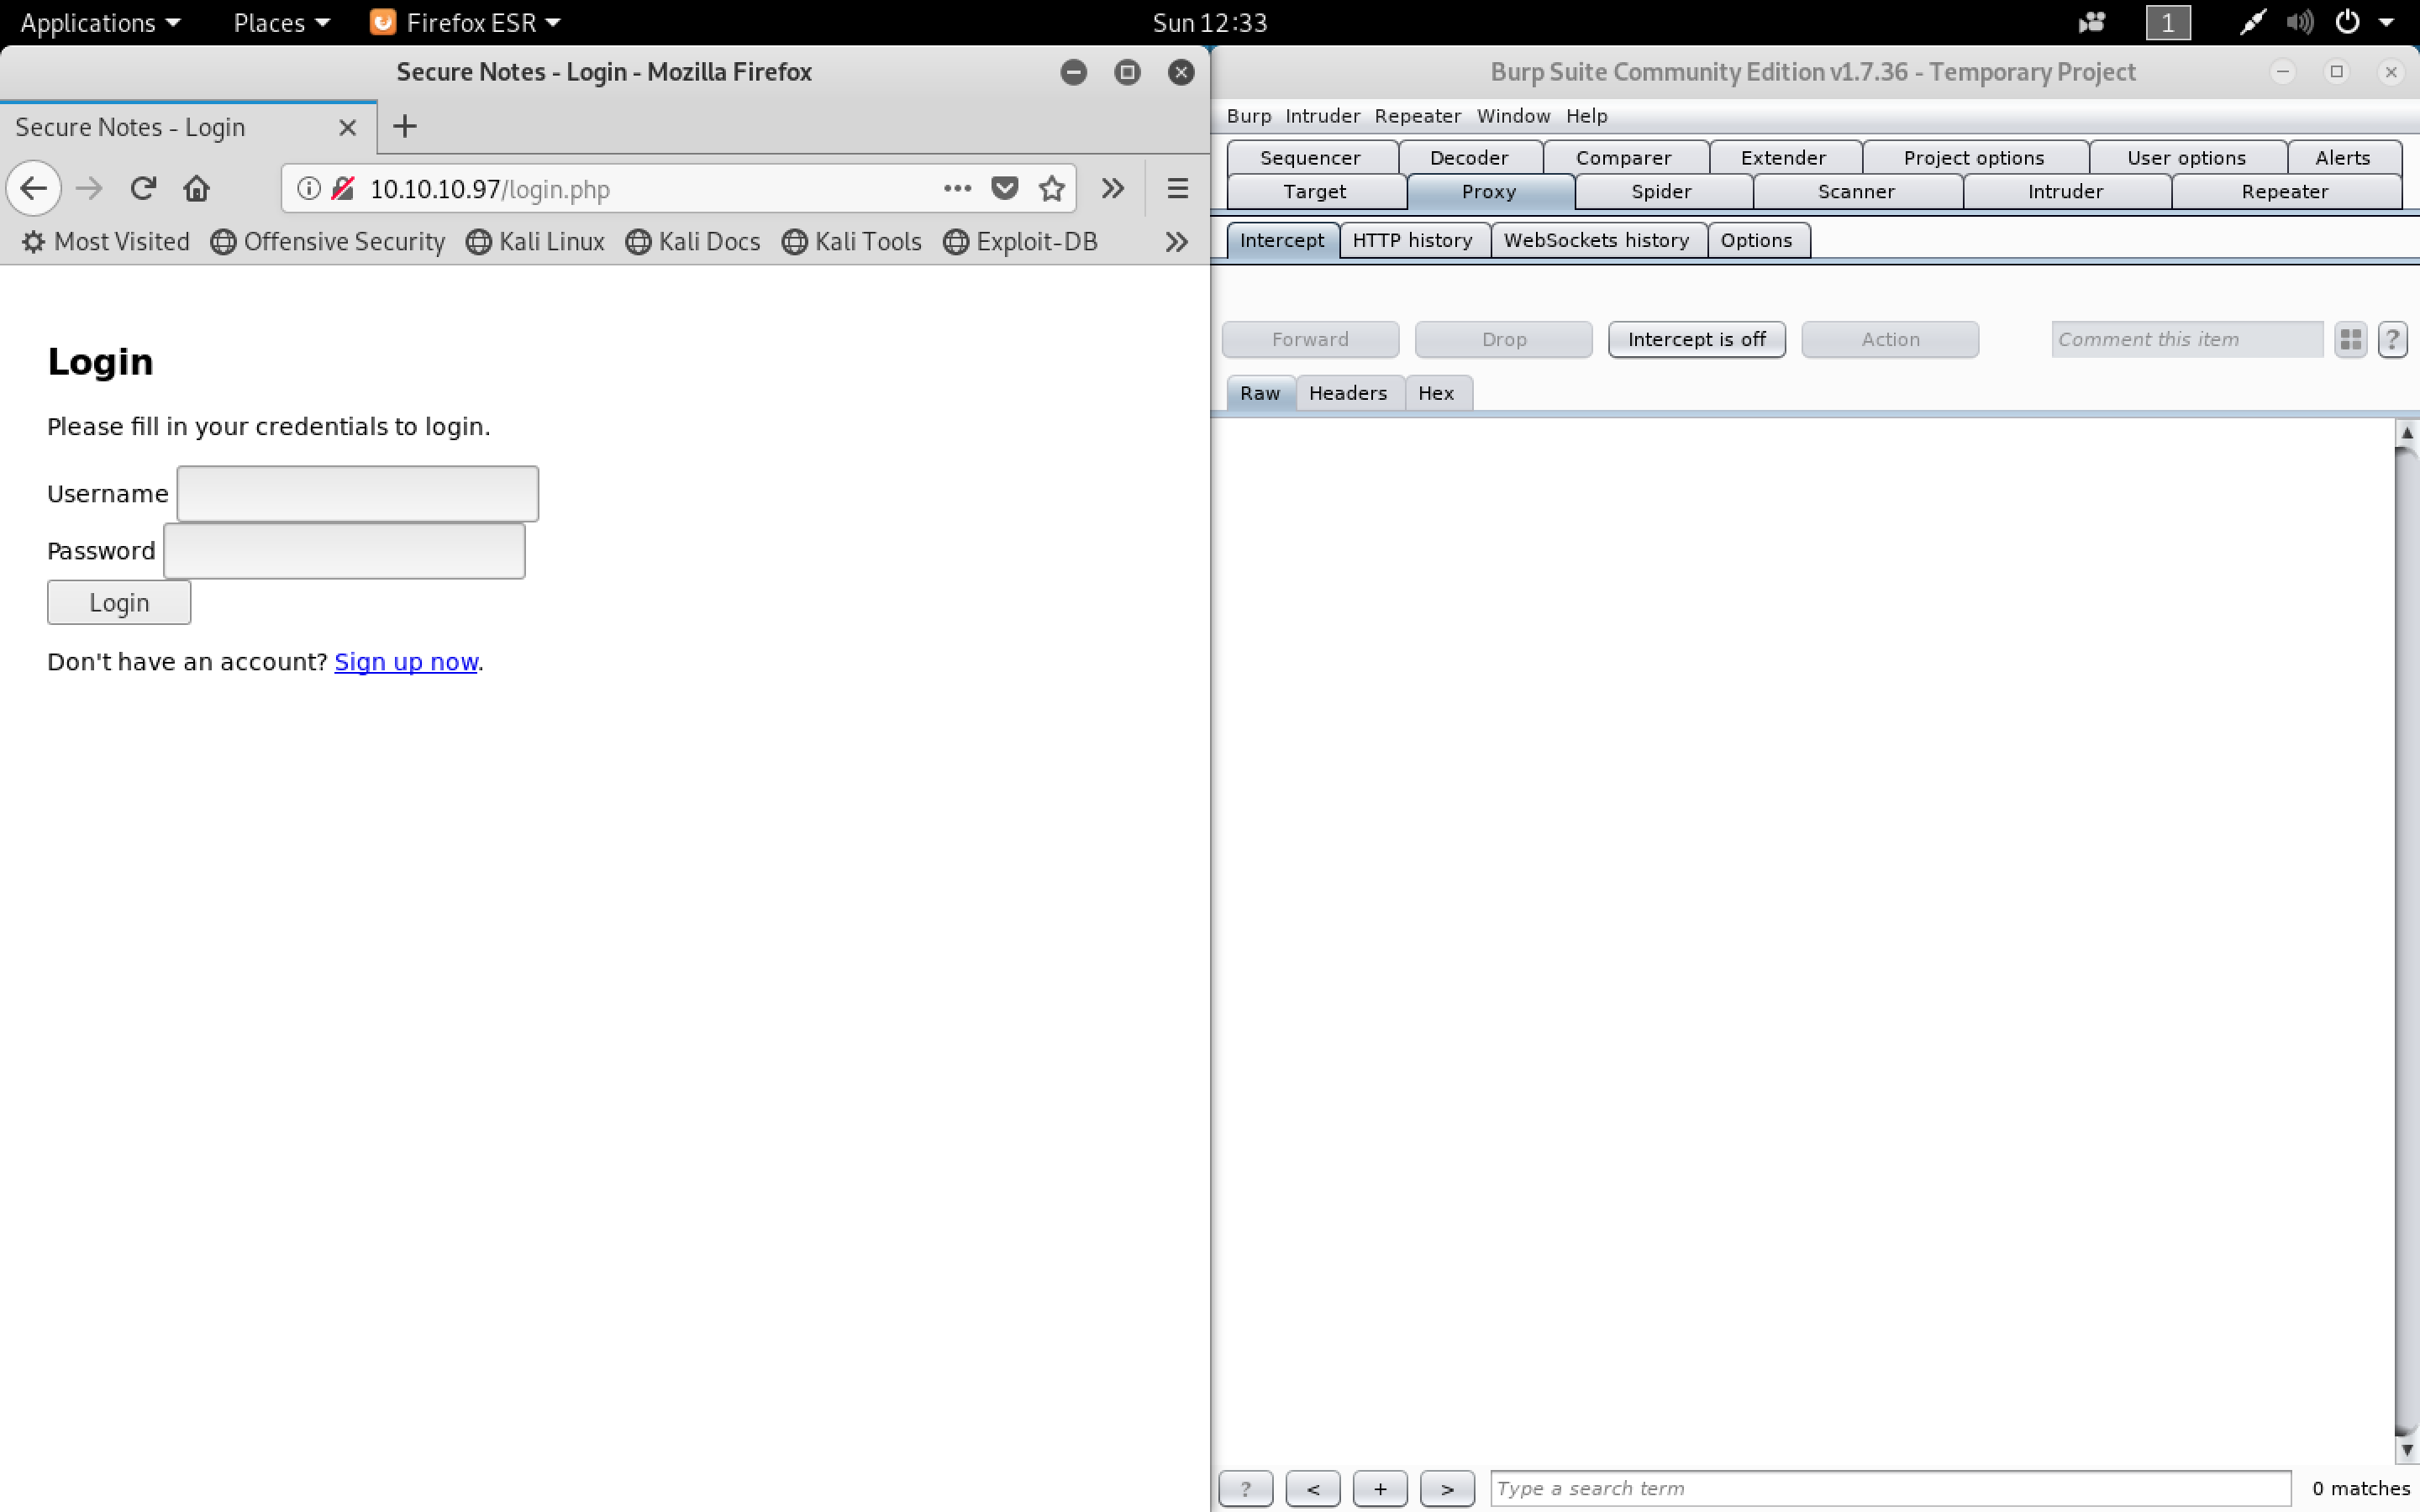 Applications Places Firefox ESR Sun 12:33 1
Secure Notes - Login - Mozilla Firefox
Secure Notes - Login
10.10.10.97/login.php
Most Visited Offensive Security Kali Linux Kali Docs Kali Tools Exploit-DB
Login
Please fill in your credentials to login.
Username
Password
Login
Don't have an account? Sign up now.
Burp Suite Community Edition v1.7.36 - Temporary Project
Burp Intruder Repeater Window Help
Sequencer Decoder Comparer Extender Project options User options Alerts
Target Proxy Spider Scanner Intruder Repeater
Intercept HTTP history WebSockets history Options
Forward Drop Intercept is off Action Comment this item ?
Raw Headers Hex
? < + > Type a search term 0 matches